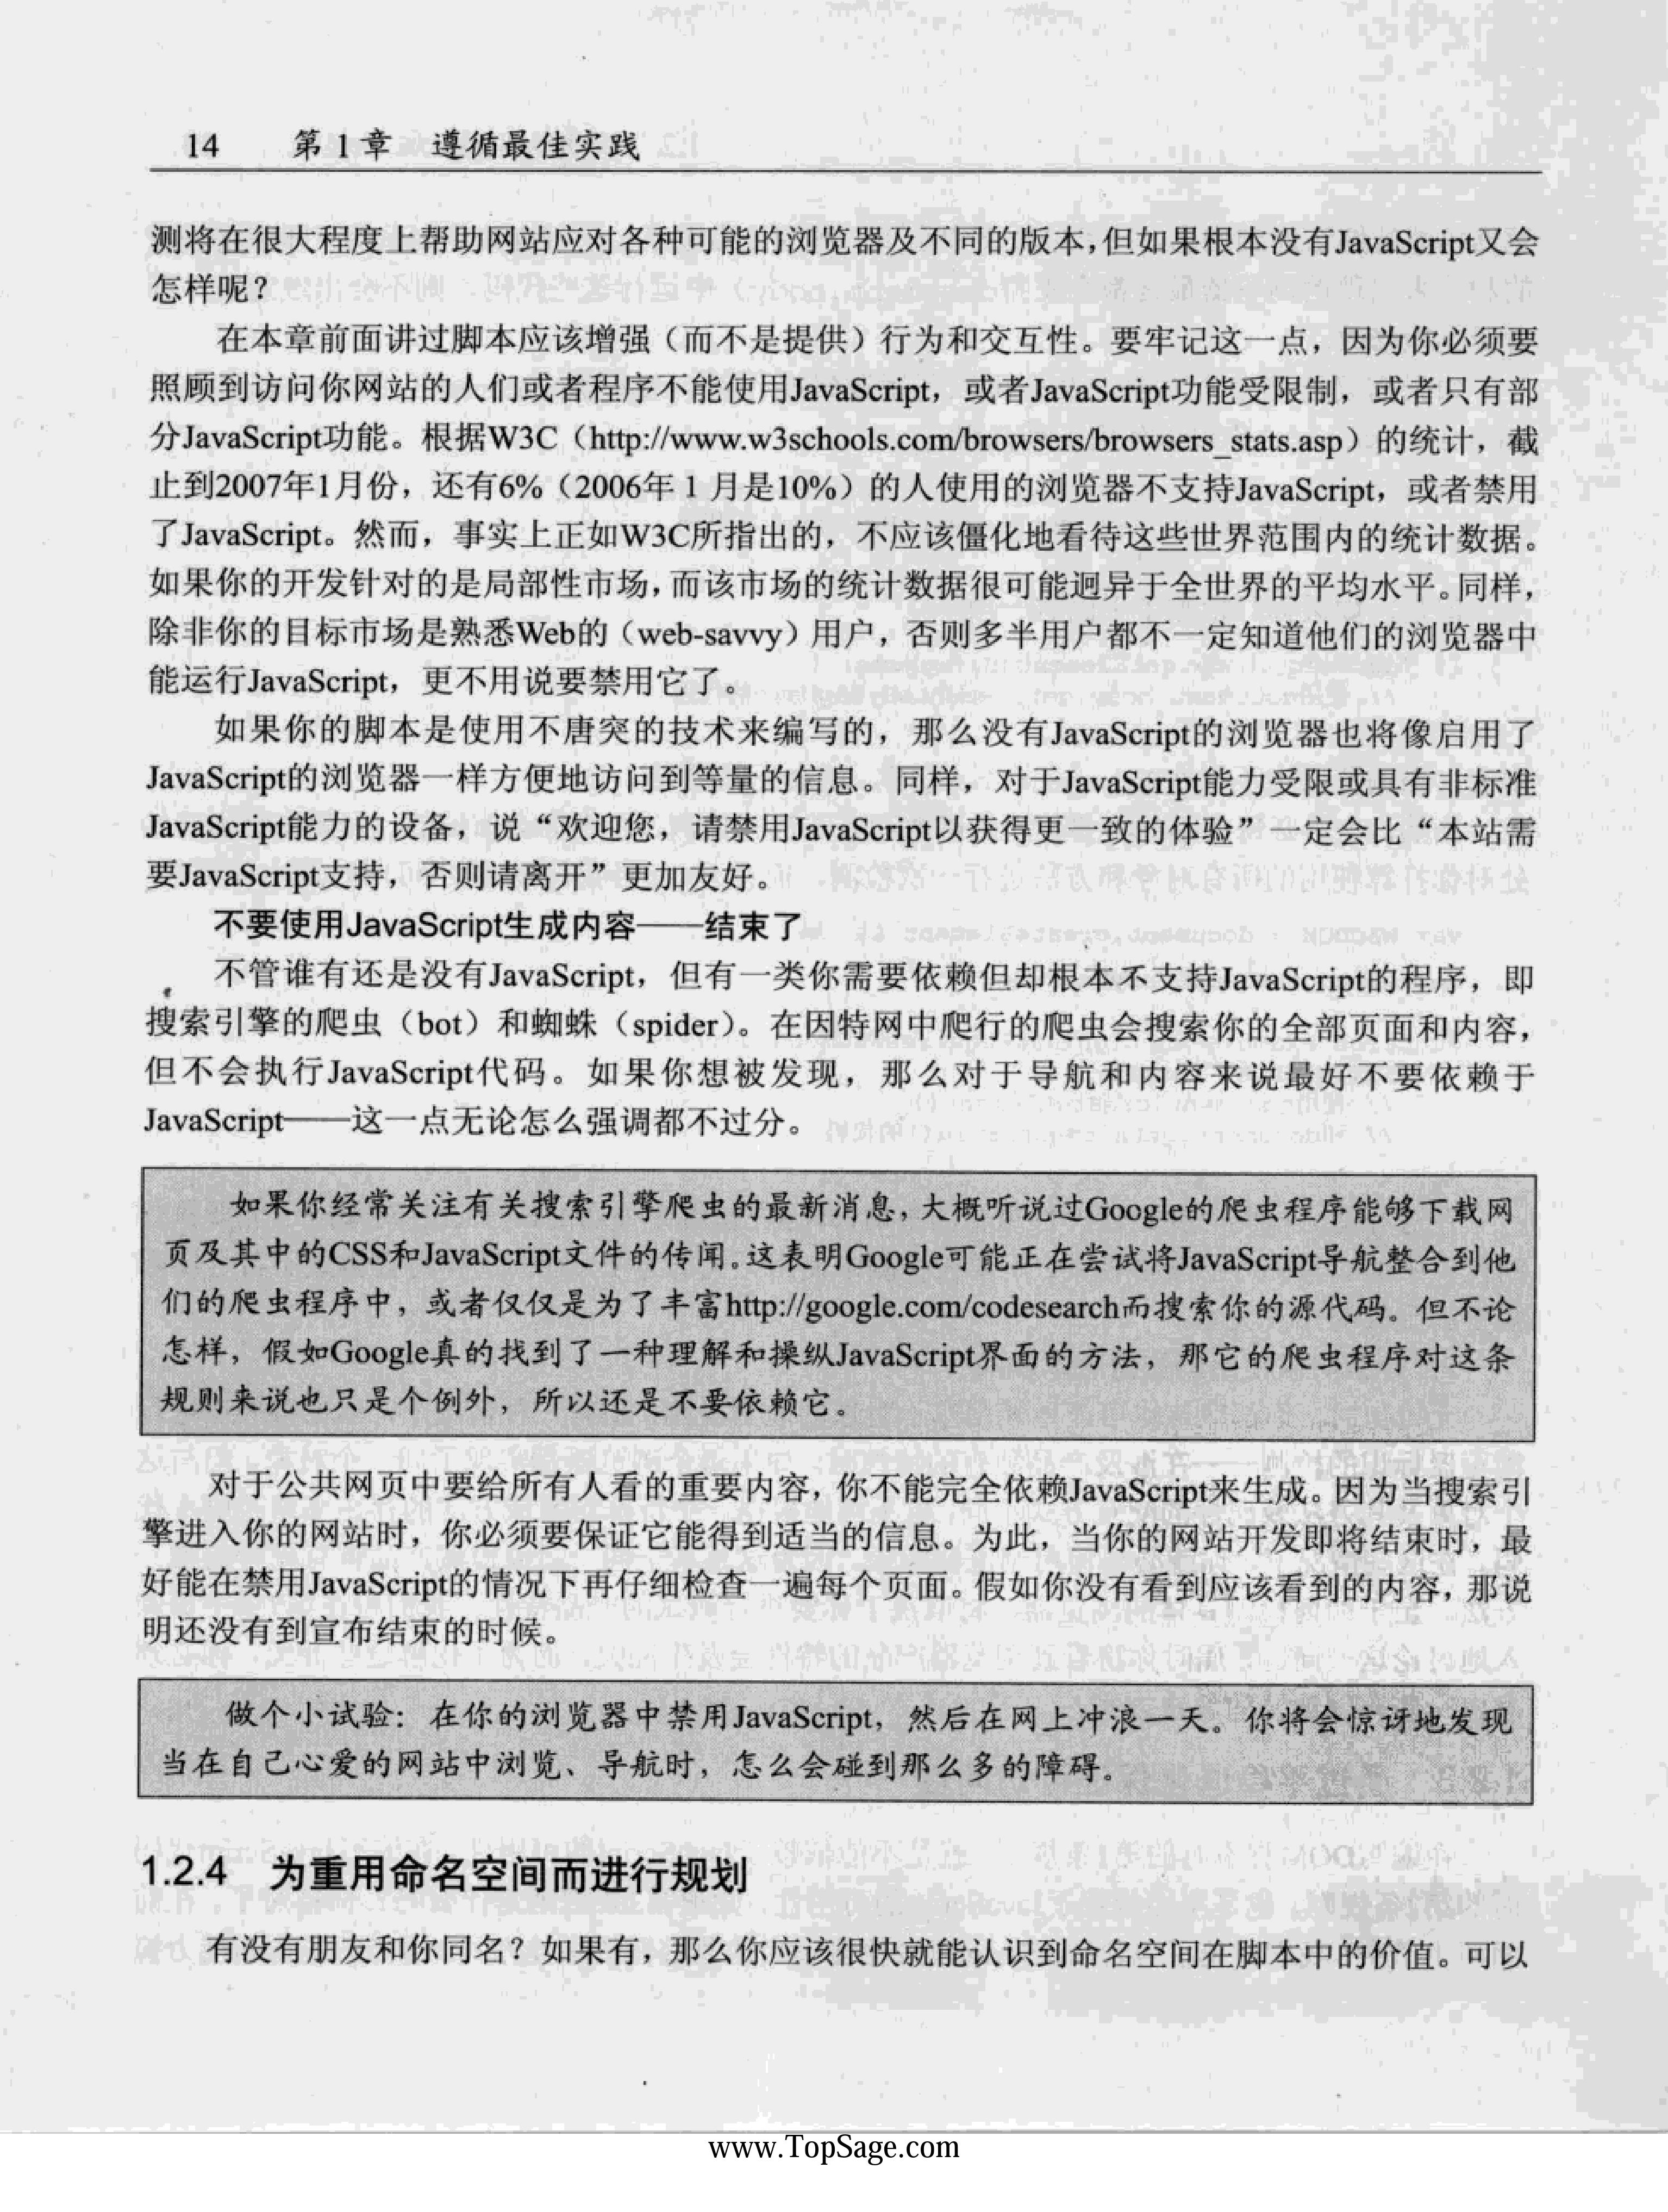 14 第 1 章 遵循最佳实践
测将在很大程度上帮助网站应对各种可能的浏览器及不同的版本，但如果根本没有JavaScript又会
怎样呢？
在本章前面讲过脚本应该增强（而不是提供）行为和交互性。要牢记这一点，因为你必须要
照顾到访问你网站的人们或者程序不能使用JavaScript，或者JavaScript功能受限制，或者只有部
分JavaScript功能。根据W3C（http://www.w3schools.com/browsers/browsers_stats.asp）的统计，截
止到2007年1月份，还有6%（2006年 1 月是10%）的人使用的浏览器不支持JavaScript，或者禁用
了JavaScript。然而，事实上正如W3C所指出的，不应该僵化地看待这些世界范围内的统计数据。
如果你的开发针对的是局部性市场，而该市场的统计数据很可能迥异于全世界的平均水平。同样，
除非你的目标市场是熟悉Web的（web-savvy）用户，否则多半用户都不一定知道他们的浏览器中
能运行JavaScript，更不用说要禁用它了。
如果你的脚本是使用不唐突的技术来编写的，那么没有JavaScript的浏览器也将像启用了
JavaScript的浏览器一样方便地访问到等量的信息。同样，对于JavaScript能力受限或具有非标准
JavaScript能力的设备，说“欢迎您，请禁用JavaScript以获得更一致的体验”一定会比“本站需
要JavaScript支持，否则请离开”更加友好。
不要使用JavaScript生成内容——结束了
不管谁有还是没有JavaScript，但有一类你需要依赖但却根本不支持JavaScript的程序，即
搜索引擎的爬虫（bot）和蜘蛛（spider）。在因特网中爬行的爬虫会搜索你的全部页面和内容，
但不会执行JavaScript代码。如果你想被发现，那么对于导航和内容来说最好不要依赖于
JavaScript——这一点无论怎么强调都不过分。
如果你经常关注有关搜索引擎爬虫的最新消息，大概听说过Google的爬虫程序能够下载网
页及其中的CSS和JavaScript文件的传闻。这表明Google可能正在尝试将JavaScript导航整合到他
们的爬虫程序中，或者仅仅是为了丰富http://google.com/codesearch而搜索你的源代码。但不论
怎样，假如Google真的找到了一种理解和操纵JavaScript界面的方法，那它的爬虫程序对这条
规则来说也只是个例外，所以还是不要依赖它。
对于公共网页中要给所有人看的重要内容，你不能完全依赖JavaScript来生成。因为当搜索引
擎进入你的网站时，你必须要保证它能得到适当的信息。为此，当你的网站开发即将结束时，最
好能在禁用JavaScript的情况下再仔细检查一遍每个页面。假如你没有看到应该看到的内容，那说
明还没有到宣布结束的时候。
做个小试验：在你的浏览器中禁用JavaScript，然后在网上冲浪一天。你将会惊讶地发现
当在自己心爱的网站中浏览、导航时，怎么会碰到那么多的障碍。
1.2.4 为重用命名空间而进行规划
有没有朋友和你同名？如果有，那么你应该很快就能认识到命名空间在脚本中的价值。可以
www.TopSage.com